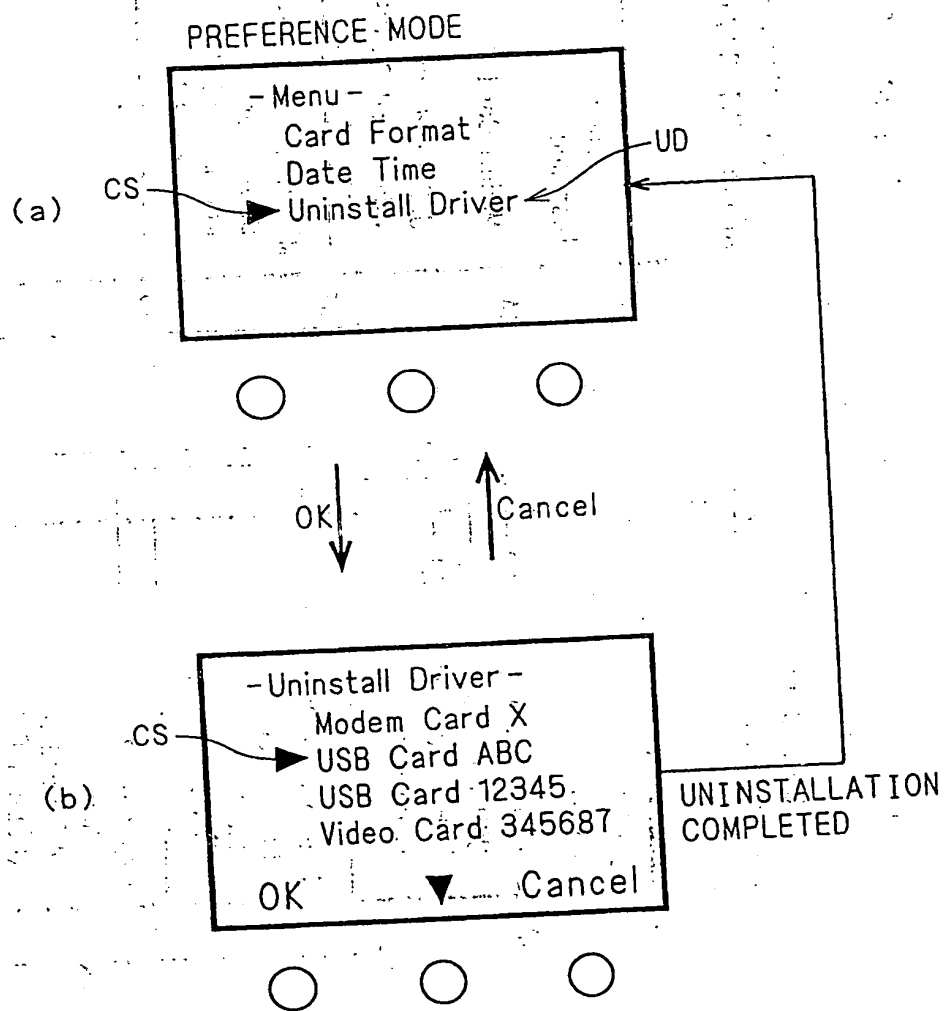 PREFERENCE MODE
-Menu-
Card Format
Date Time
UD
CS
(a)
Uninstall Driver
OK
Cancel
-Uninstall Driver-
Modem Card X
CS
USB Card ABC
(b)
USB Card 12345
Video Card 345687
UNINSTALLATION
COMPLETED
OK ▼ Cancel